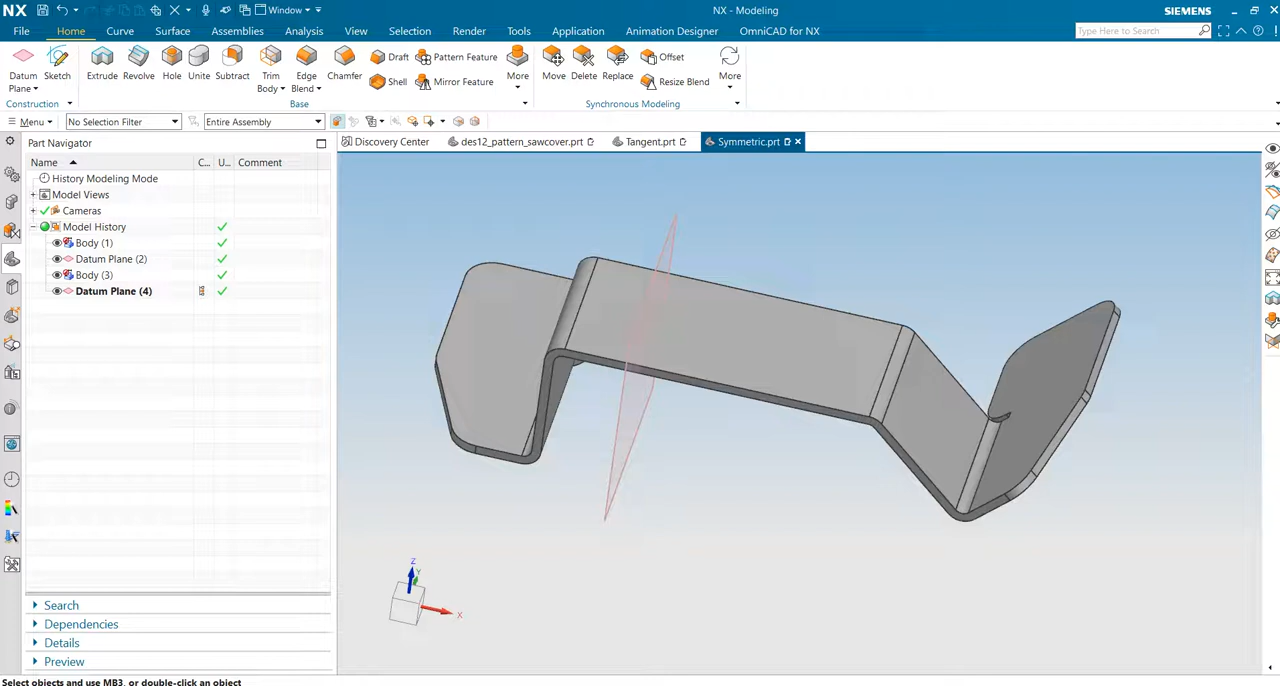 NX Window NX - Modeling SIEMENS
File Home Curve Surface Assemblies Analysis View Selection Render Tools Application Animation Designer OmniCAD for NX Type Here to Search
Datum Plane Sketch Extrude Revolve Hole Unite Subtract Trim Body Edge Blend Chamfer Draft Pattern Feature More Move Delete Replace Offset More
Shell Mirror Feature Resize Blend
Construction Base Synchronous Modeling
Menu No Selection Filter Entire Assembly
Part Navigator Discovery Center des12_pattern_sawcover.prt Tangent.prt Symmetric.prt
Name C... U... Comment
History Modeling Mode
Model Views
Cameras
Model History
Body (1)
Datum Plane (2)
Body (3)
Datum Plane (4)
Z
Y
X
Search
Dependencies
Details
Preview
Select objects and use MB3, or double-click an object